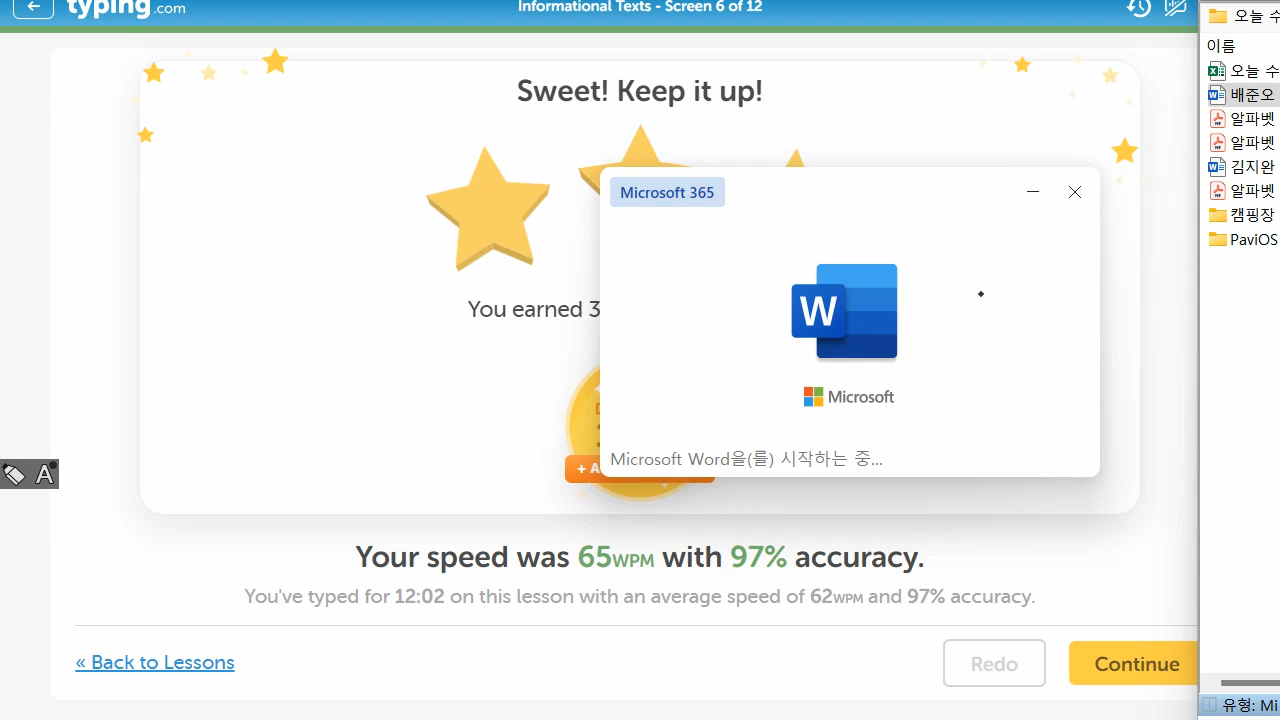 typing.com
Informational Texts - Screen 6 of 12
Sweet! Keep it up!
You earned 3
+ A
Microsoft 365
W
Microsoft
Microsoft Word을(를) 시작하는 중...
A
Your speed was 65WPM with 97% accuracy.
You've typed for 12:02 on this lesson with an average speed of 62WPM and 97% accuracy.
« Back to Lessons
Redo
Continue
오늘 수
이름
오늘 수
배준오
알파벳
알파벳
김지완
알파벳
캠핑장
PaviOS
유형: Mi